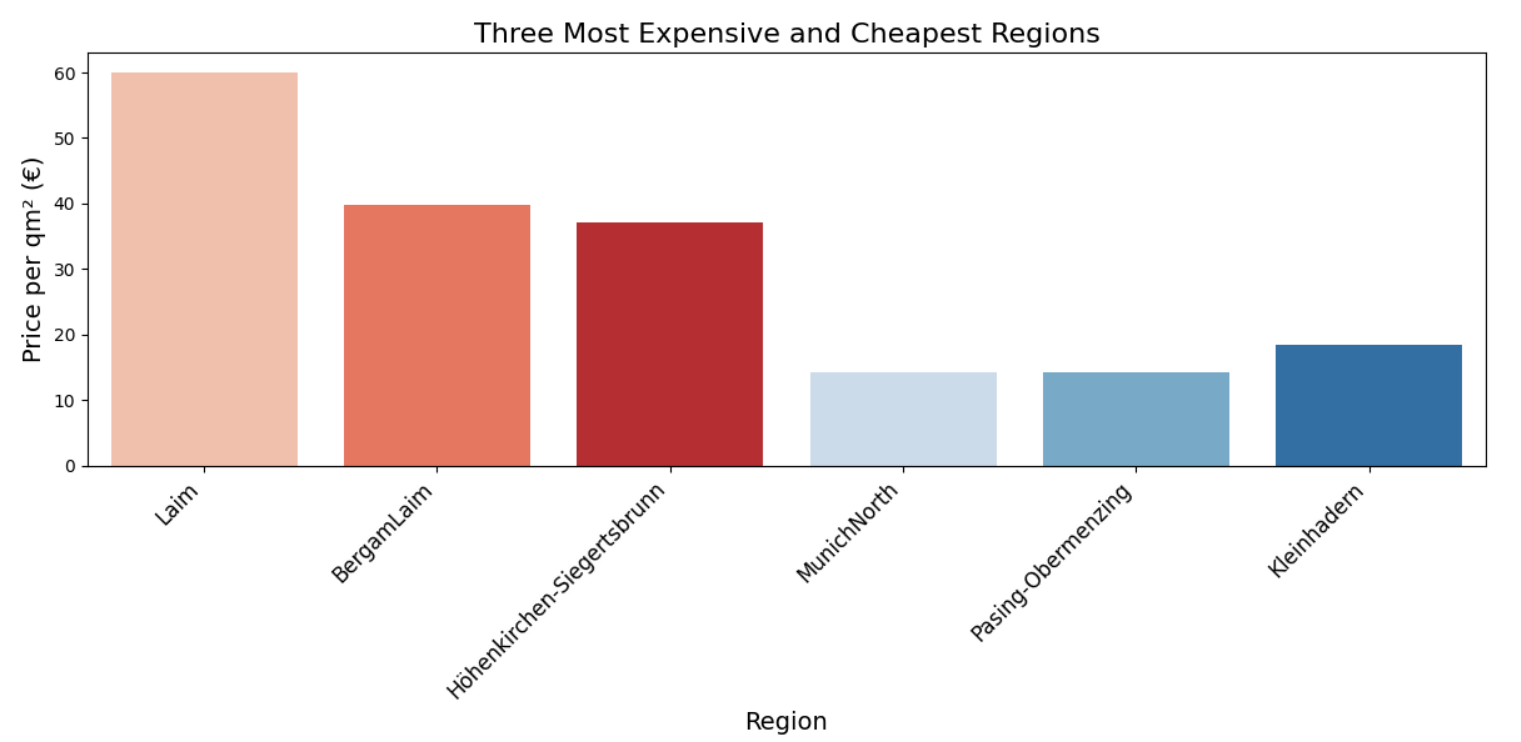 Three Most Expensive and Cheapest Regions
Price per qm² (€)
60
50
40
30
20
10
0
Laim
BergamLaim
Höhenkirchen-Siegertsbrunn
MunichNorth
Pasing-Obermenzing
Kleinhadern
Region